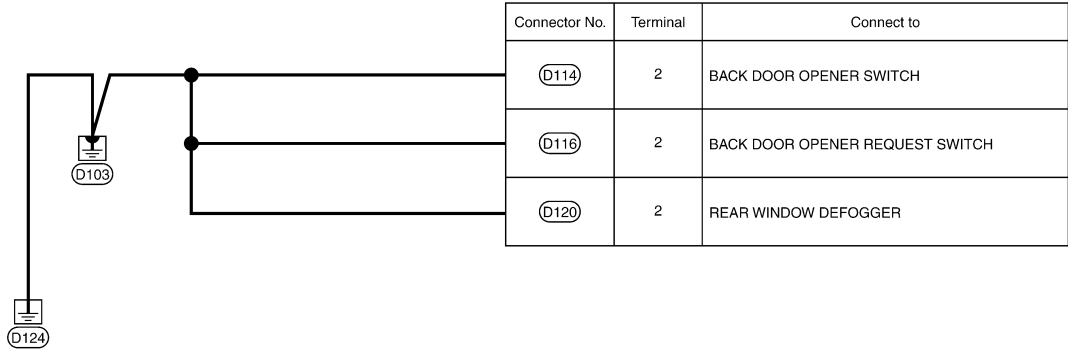 Connector No. Terminal Connect to
D114 2 BACK DOOR OPENER SWITCH
D116 2 BACK DOOR OPENER REQUEST SWITCH
D103
D120 2 REAR WINDOW DEFOGGER
D124